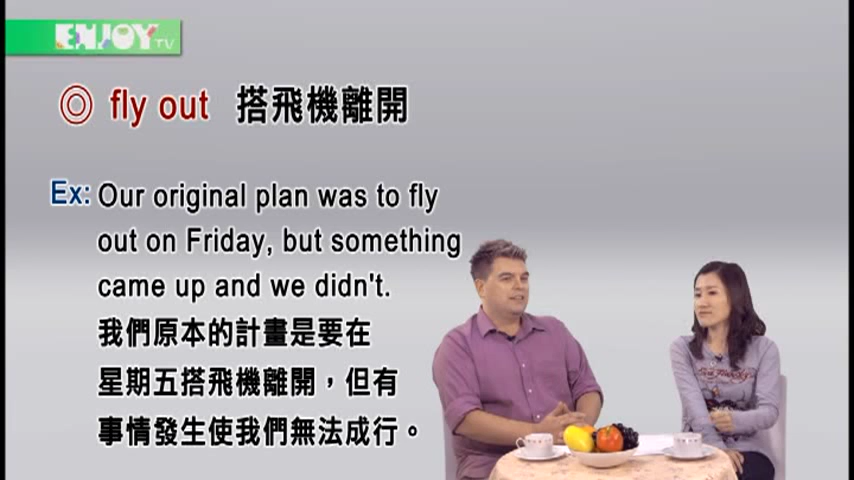 ENJOY TV
◎ fly out 搭飛機離開
Ex: Our original plan was to fly
out on Friday, but something
came up and we didn't.
我們原本的計畫是要在
星期五搭飛機離開，但有
事情發生使我們無法成行。